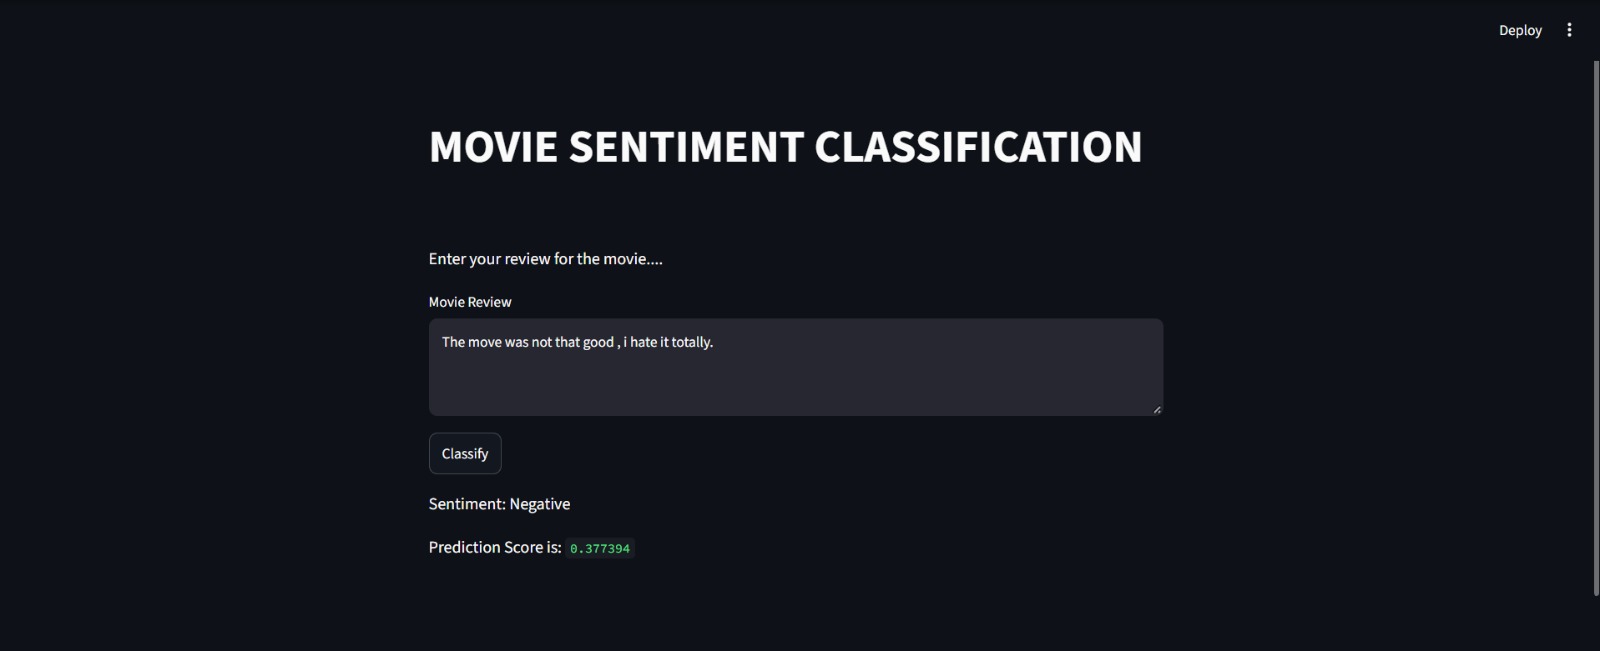 Deploy
MOVIE SENTIMENT CLASSIFICATION
Enter your review for the movie....
Movie Review
The move was not that good , i hate it totally.
Classify
Sentiment: Negative
Prediction Score is: 0.377394